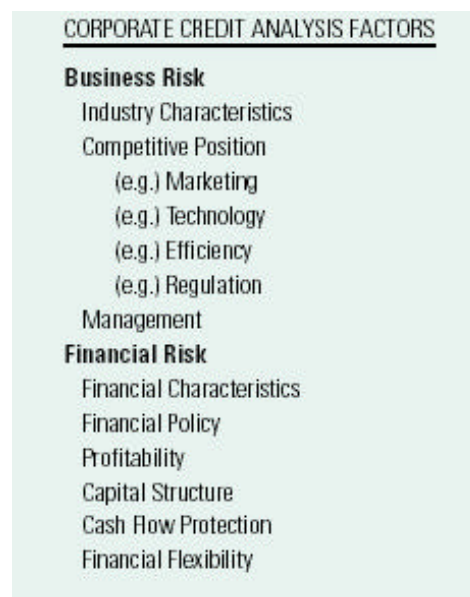 CORPORATE CREDIT ANALYSIS FACTORS
Business Risk
Industry Characteristics
Competitive Position
(e.g.) Marketing
(e.g.) Technology
(e.g.) Efficiency
(e.g.) Regulation
Management
Financial Risk
Financial Characteristics
Financial Policy
Profitability
Capital Structure
Cash Flow Protection
Financial Flexibility